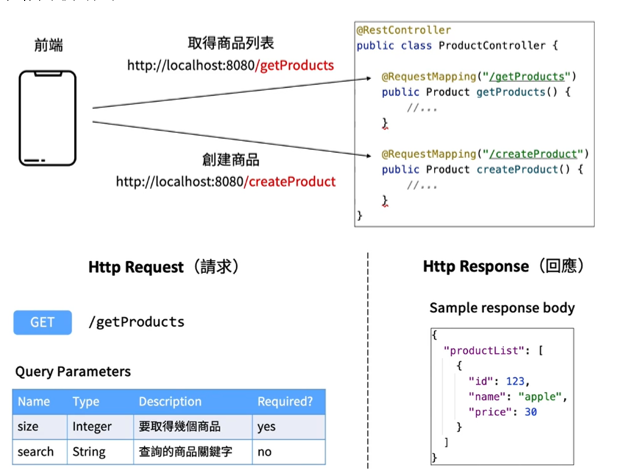 前端
取得商品列表
http://localhost:8080/getProducts
創建商品
http://localhost:8080/createProduct
@RestController
public class ProductController {
@RequestMapping("/getProducts")
public Product getProducts() {
//...
}
@RequestMapping("/createProduct")
public Product createProduct() {
//...
}
}
Http Request（請求）
GET /getProducts
Query Parameters
Name Type Description Required?
size Integer 要取得幾個商品 yes
search String 查詢的商品關鍵字 no
Http Response（回應）
Sample response body
{
"productList": [
{
"id": 123,
"name": "apple",
"price": 30
}
]
}